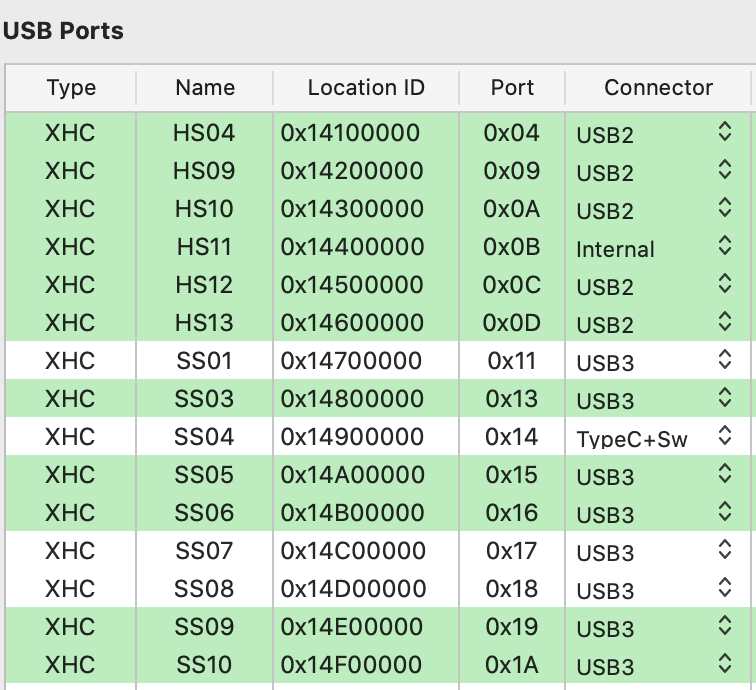 USB Ports
Type Name Location ID Port Connector
XHC HS04 0x14100000 0x04 USB2
XHC HS09 0x14200000 0x09 USB2
XHC HS10 0x14300000 0x0A USB2
XHC HS11 0x14400000 0x0B Internal
XHC HS12 0x14500000 0x0C USB2
XHC HS13 0x14600000 0x0D USB2
XHC SS01 0x14700000 0x11 USB3
XHC SS03 0x14800000 0x13 USB3
XHC SS04 0x14900000 0x14 TypeC+Sw
XHC SS05 0x14A00000 0x15 USB3
XHC SS06 0x14B00000 0x16 USB3
XHC SS07 0x14C00000 0x17 USB3
XHC SS08 0x14D00000 0x18 USB3
XHC SS09 0x14E00000 0x19 USB3
XHC SS10 0x14F00000 0x1A USB3